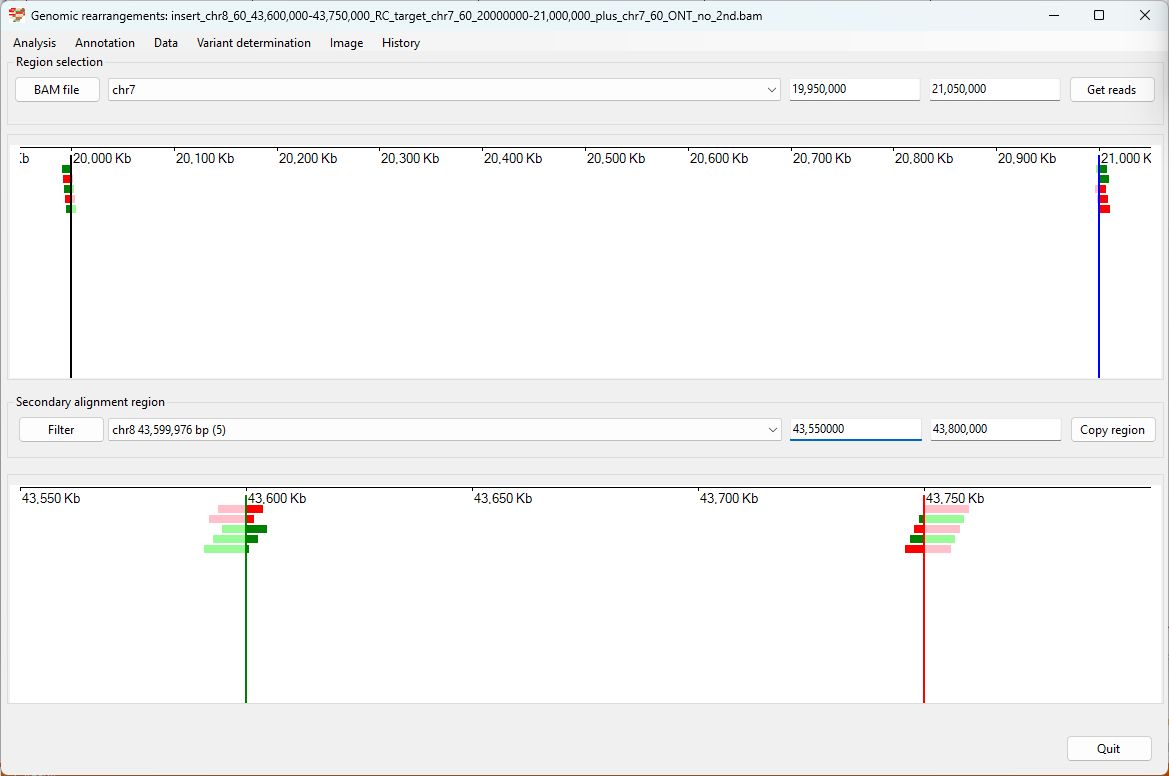 Genomic rearrangements: insert_chr8_60_43,600,000-43,750,000_RC_target_chr7_60_20000000-21,000,000_plus_chr7_60_ONT_no_2nd.bam
Analysis Annotation Data Variant determination Image History
Region selection
BAM file chr7 19,950,000 21,050,000 Get reads
20,000 Kb 20,100 Kb 20,200 Kb 20,300 Kb 20,400 Kb 20,500 Kb 20,600 Kb 20,700 Kb 20,800 Kb 20,900 Kb 21,000 K
Secondary alignment region
Filter chr8 43,599,976 bp (5) 43,550000 43,800,000 Copy region
43,550 Kb 43,600 Kb 43,650 Kb 43,700 Kb 43,750 Kb
Quit